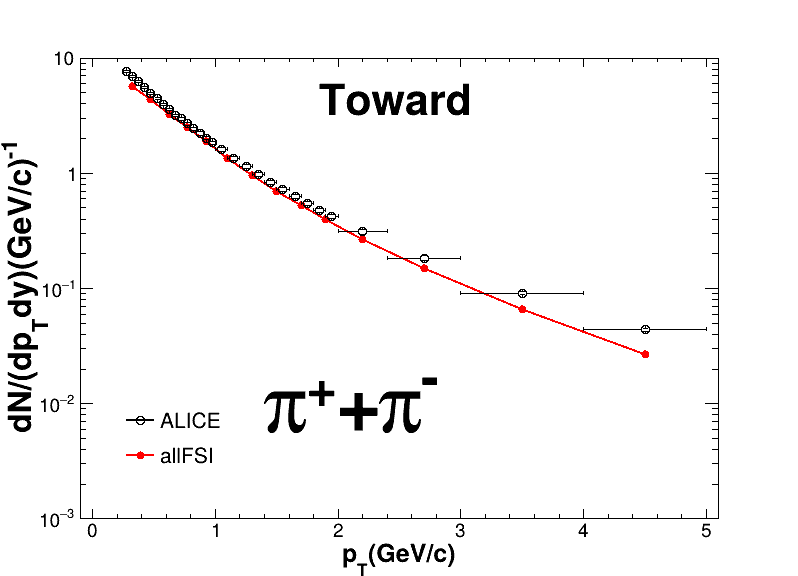 Toward
dN/(dp_T dy)(GeV/c)^-1
10
1
10^−1
10^−2
10^−3
π^+ + π^-
ALICE
allFSI
0 1 2 3 4 5
p_T(GeV/c)